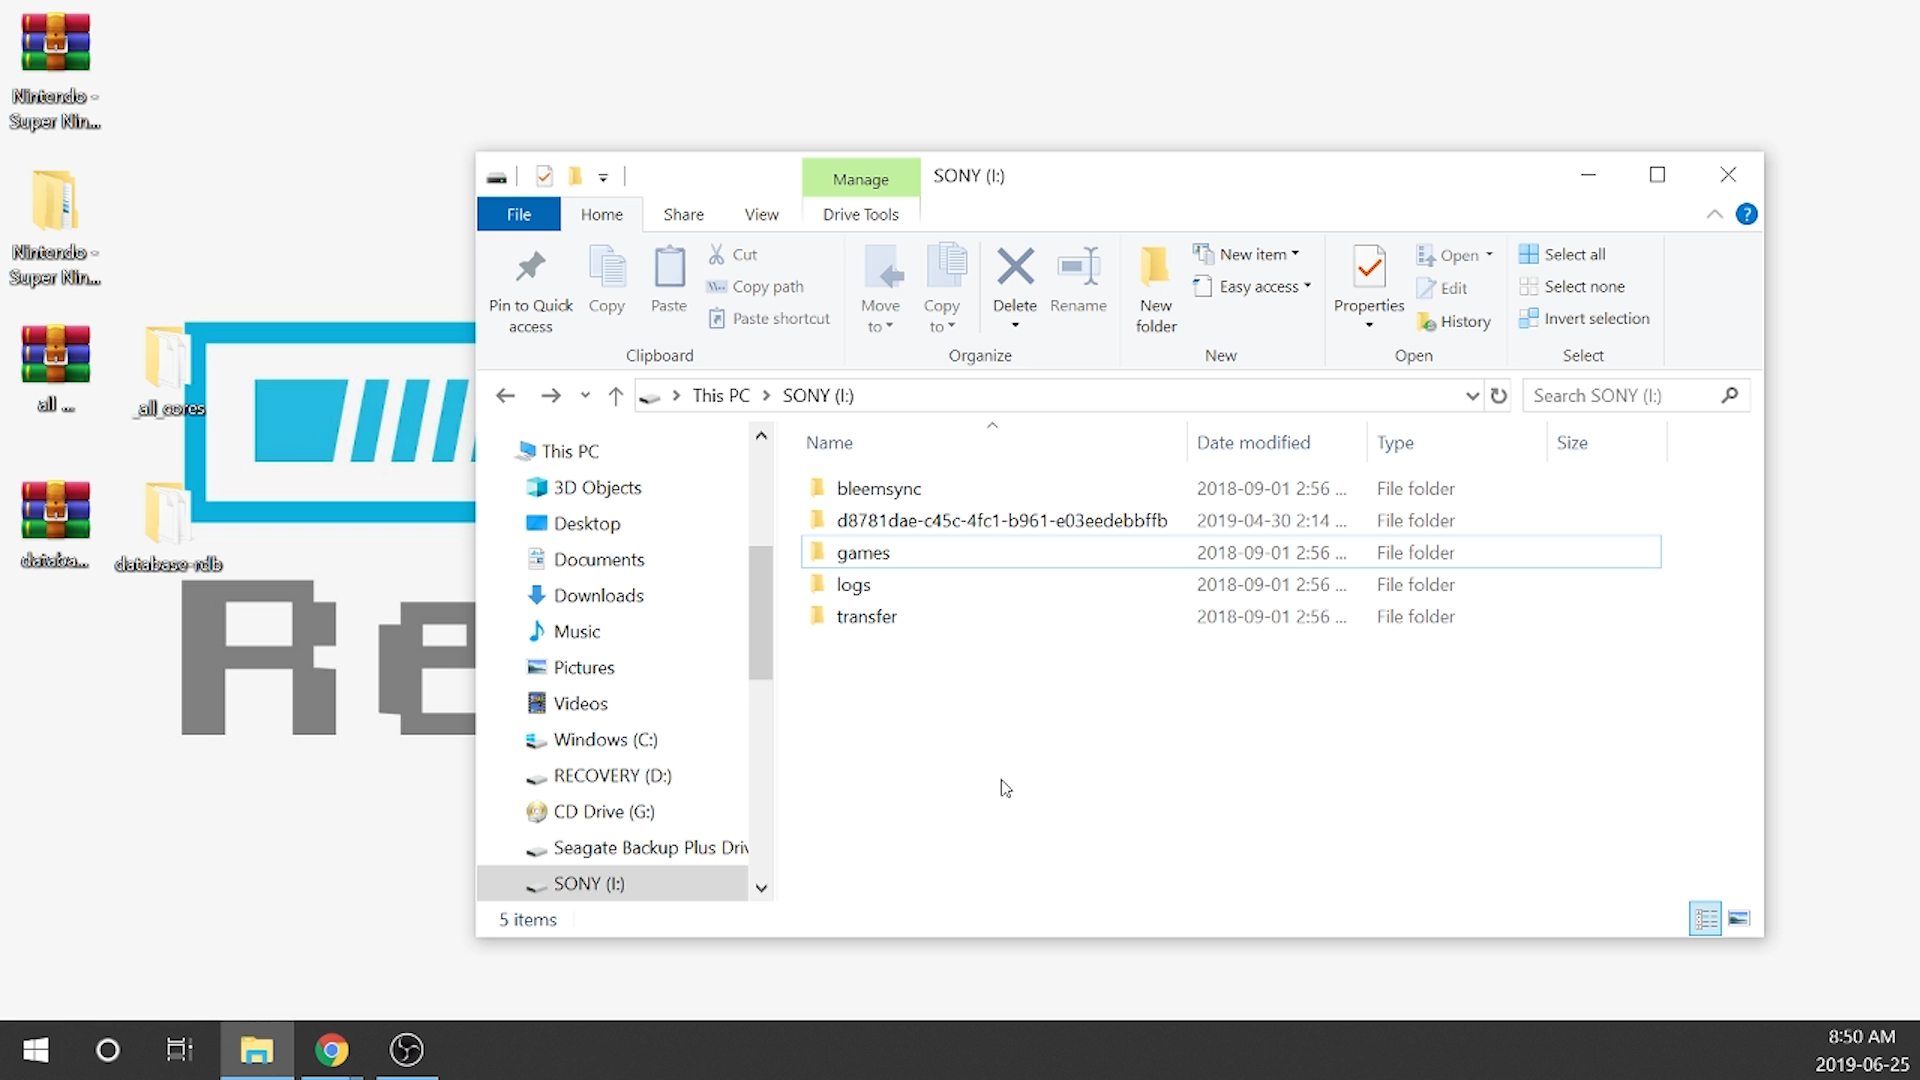 Nintendo -
Super Nin...
Nintendo -
Super Nin...
all ...
_all_cores
databa...
database-rdb
Re
Manage
SONY (I:)
File
Home
Share
View
Drive Tools
Pin to Quick
access
Copy
Paste
Cut
Copy path
Paste shortcut
Clipboard
Move
to
Copy
to
Delete
Rename
Organize
New
folder
New item
Easy access
New
Properties
Open
Edit
History
Open
Select all
Select none
Invert selection
Select
This PC
SONY (I:)
Search SONY (I:)
Name
Date modified
Type
Size
This PC
3D Objects
Desktop
Documents
Downloads
Music
Pictures
Videos
Windows (C:)
RECOVERY (D:)
CD Drive (G:)
Seagate Backup Plus Driv
SONY (I:)
bleemsync 2018-09-01 2:56 ... File folder
d8781dae-c45c-4fc1-b961-e03eedebbffb 2019-04-30 2:14 ... File folder
games 2018-09-01 2:56 ... File folder
logs 2018-09-01 2:56 ... File folder
transfer 2018-09-01 2:56 ... File folder
5 items
8:50 AM
2019-06-25